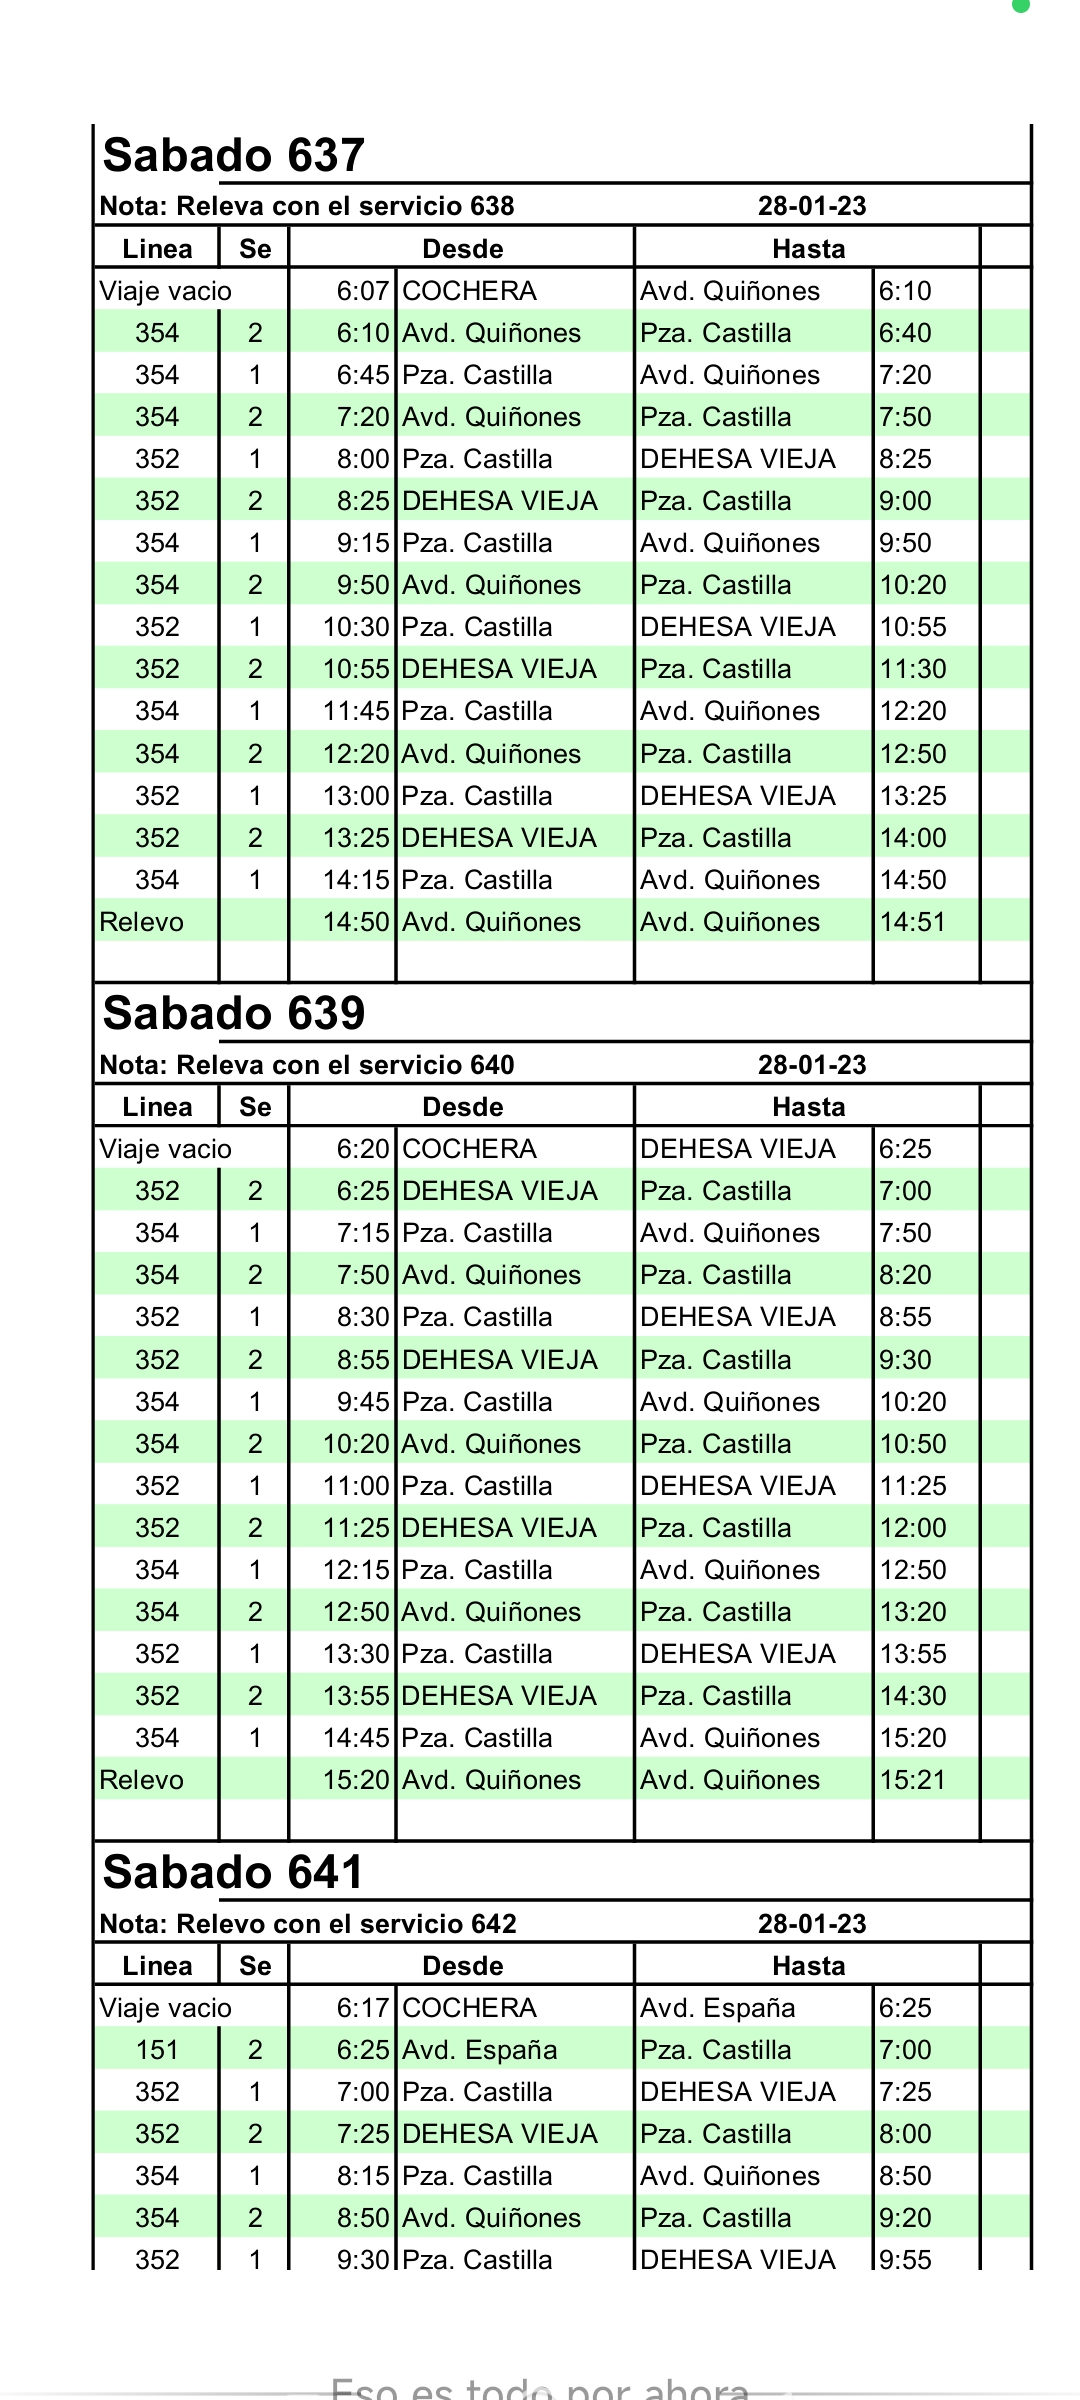 Sabado 637
Nota: Releva con el servicio 638 28-01-23
Linea Se Desde Hasta
Viaje vacio 6:07 COCHERA Avd. Quiñones 6:10
354 2 6:10 Avd. Quiñones Pza. Castilla 6:40
354 1 6:45 Pza. Castilla Avd. Quiñones 7:20
354 2 7:20 Avd. Quiñones Pza. Castilla 7:50
352 1 8:00 Pza. Castilla DEHESA VIEJA 8:25
352 2 8:25 DEHESA VIEJA Pza. Castilla 9:00
354 1 9:15 Pza. Castilla Avd. Quiñones 9:50
354 2 9:50 Avd. Quiñones Pza. Castilla 10:20
352 1 10:30 Pza. Castilla DEHESA VIEJA 10:55
352 2 10:55 DEHESA VIEJA Pza. Castilla 11:30
354 1 11:45 Pza. Castilla Avd. Quiñones 12:20
354 2 12:20 Avd. Quiñones Pza. Castilla 12:50
352 1 13:00 Pza. Castilla DEHESA VIEJA 13:25
352 2 13:25 DEHESA VIEJA Pza. Castilla 14:00
354 1 14:15 Pza. Castilla Avd. Quiñones 14:50
Relevo 14:50 Avd. Quiñones Avd. Quiñones 14:51
Sabado 639
Nota: Releva con el servicio 640 28-01-23
Linea Se Desde Hasta
Viaje vacio 6:20 COCHERA DEHESA VIEJA 6:25
352 2 6:25 DEHESA VIEJA Pza. Castilla 7:00
354 1 7:15 Pza. Castilla Avd. Quiñones 7:50
354 2 7:50 Avd. Quiñones Pza. Castilla 8:20
352 1 8:30 Pza. Castilla DEHESA VIEJA 8:55
352 2 8:55 DEHESA VIEJA Pza. Castilla 9:30
354 1 9:45 Pza. Castilla Avd. Quiñones 10:20
354 2 10:20 Avd. Quiñones Pza. Castilla 10:50
352 1 11:00 Pza. Castilla DEHESA VIEJA 11:25
352 2 11:25 DEHESA VIEJA Pza. Castilla 12:00
354 1 12:15 Pza. Castilla Avd. Quiñones 12:50
354 2 12:50 Avd. Quiñones Pza. Castilla 13:20
352 1 13:30 Pza. Castilla DEHESA VIEJA 13:55
352 2 13:55 DEHESA VIEJA Pza. Castilla 14:30
354 1 14:45 Pza. Castilla Avd. Quiñones 15:20
Relevo 15:20 Avd. Quiñones Avd. Quiñones 15:21
Sabado 641
Nota: Relevo con el servicio 642 28-01-23
Linea Se Desde Hasta
Viaje vacio 6:17 COCHERA Avd. España 6:25
151 2 6:25 Avd. España Pza. Castilla 7:00
352 1 7:00 Pza. Castilla DEHESA VIEJA 7:25
352 2 7:25 DEHESA VIEJA Pza. Castilla 8:00
354 1 8:15 Pza. Castilla Avd. Quiñones 8:50
354 2 8:50 Avd. Quiñones Pza. Castilla 9:20
352 1 9:30 Pza. Castilla DEHESA VIEJA 9:55
Eso es todo por ahora